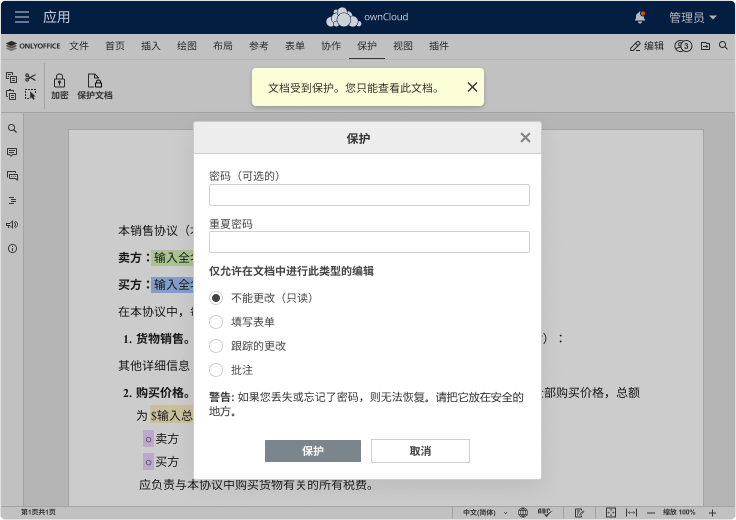 应用
ownCloud
管理员
ONLYOFFICE 文件 首页 插入 绘图 布局 参考 表单 协作 保护 视图 插件 编辑 3
加密 保护文档
文档受到保护。您只能查看此文档。
保护
密码（可选的）
重复密码
仅允许在文档中进行此类型的编辑
不能更改（只读）
填写表单
跟踪的更改
批注
警告: 如果您丢失或忘记了密码，则无法恢复。请把它放在安全的
地方。
保护 取消
本销售协议（
卖方：输入全
买方：输入全
在本协议中，
1. 货物销售。 ）：
其他详细信息
2. 购买价格。 部购买价格，总额
为 $输入总
o 卖方
o 买方
应负责与本协议中购买货物有关的所有税费。
第1页共1页 中文(简体) ABC 缩放 100%